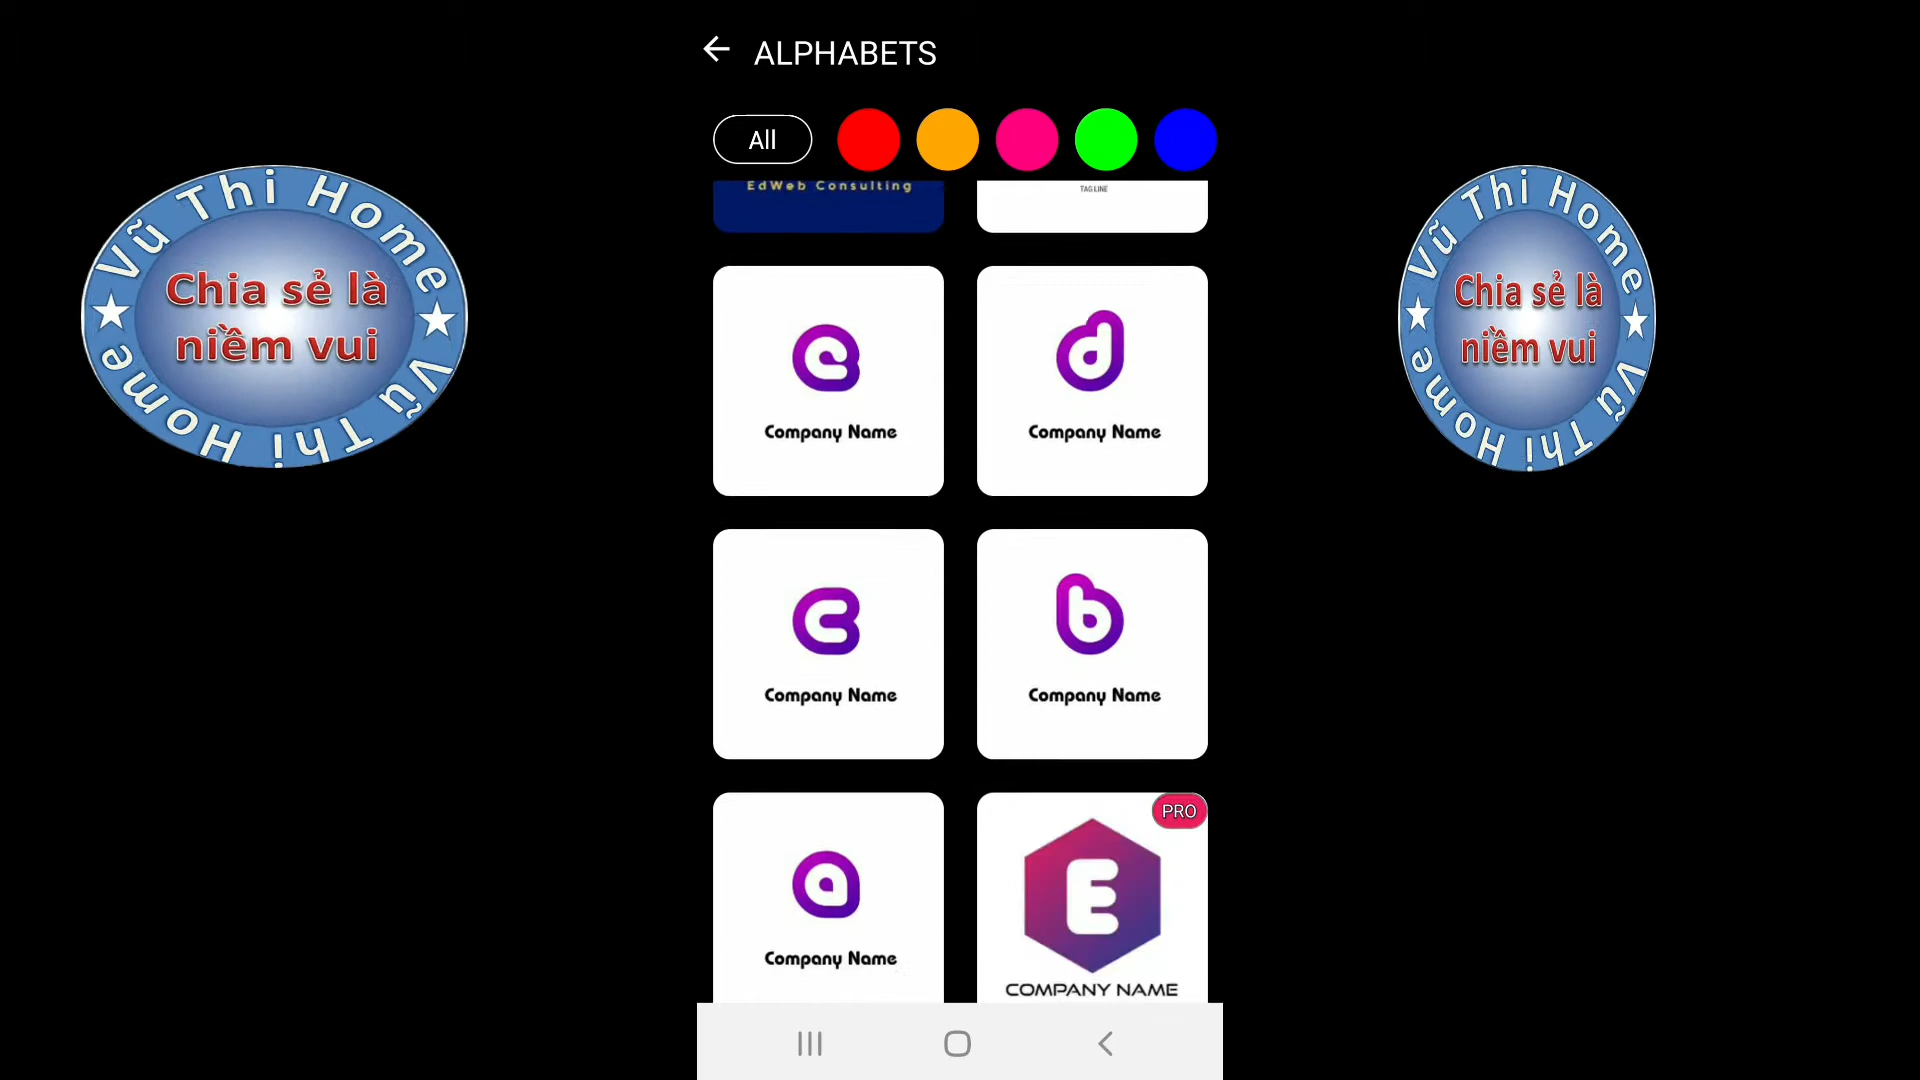 ALPHABETS
All
EdWeb Consulting
TAG LINE
Vũ Thi Home
Chia sẻ là
niềm vui
Vũ Thi Home
Vũ Thi Home
Chia sẻ là
niềm vui
Vũ Thi Home
e
Company Name
d
Company Name
c
Company Name
b
Company Name
a
Company Name
PRO
E
COMPANY NAME